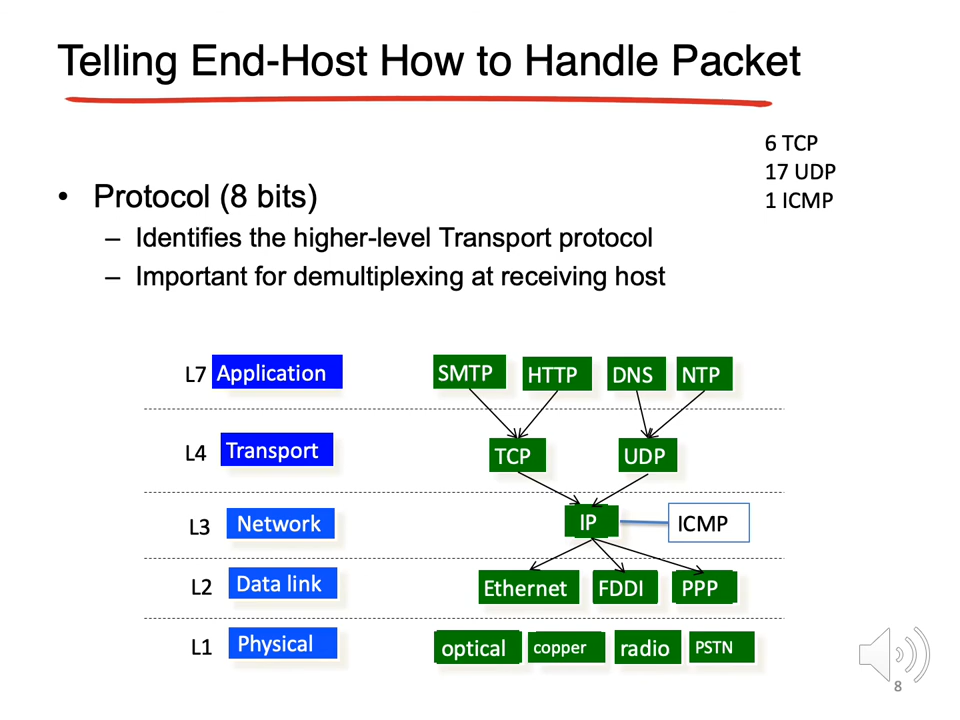 Telling End-Host How to Handle Packet
6 TCP
17 UDP
1 ICMP
• Protocol (8 bits)
– Identifies the higher-level Transport protocol
– Important for demultiplexing at receiving host
L7 Application SMTP HTTP DNS NTP
L4 Transport TCP UDP
L3 Network IP ICMP
L2 Data link Ethernet FDDI PPP
L1 Physical optical copper radio PSTN
8